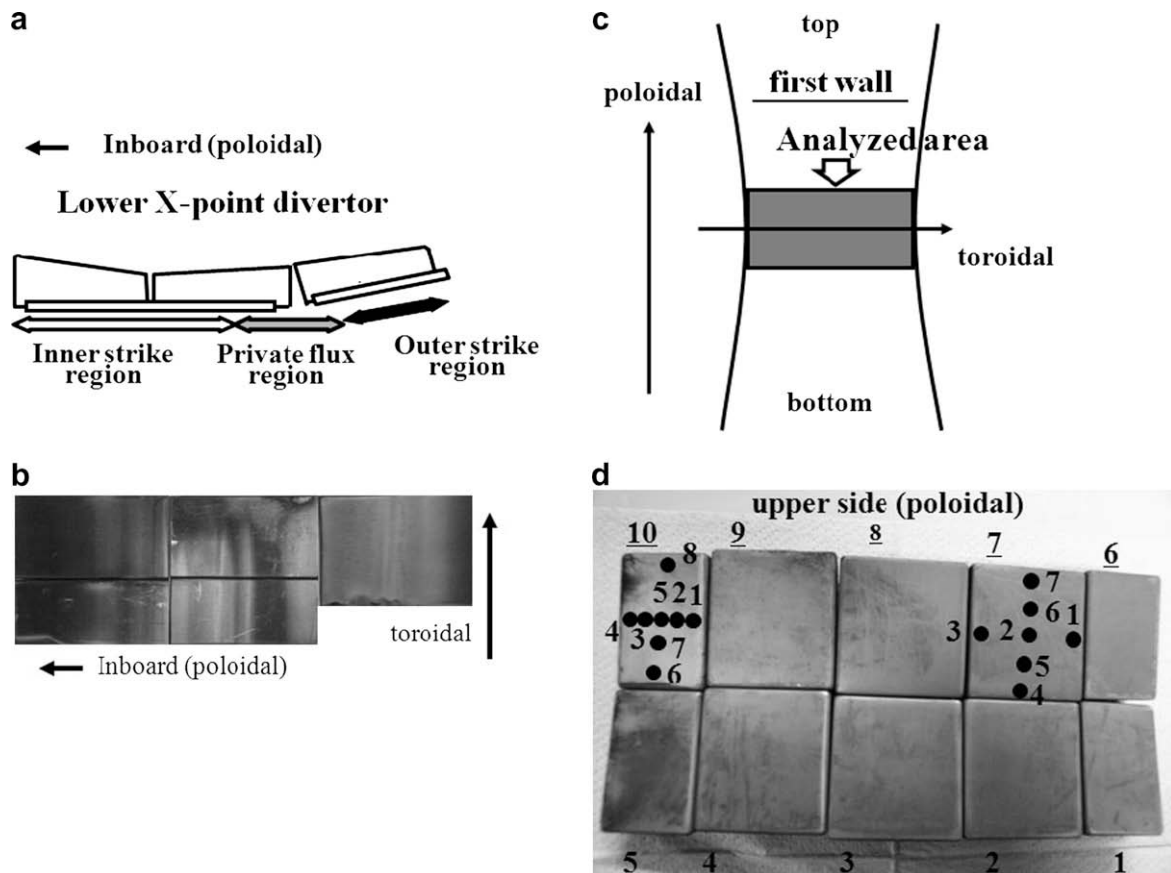 a
Inboard (poloidal)
Lower X-point divertor
Inner strike
region
Private flux
region
Outer strike
region
b
toroidal
Inboard (poloidal)
c
top
first wall
poloidal
Analyzed area
toroidal
bottom
d
upper side (poloidal)
10 9 8 7 6
8
5 2 1
4 3
7
6
7
6
1
3 2
5
4
5 4 3 2 1